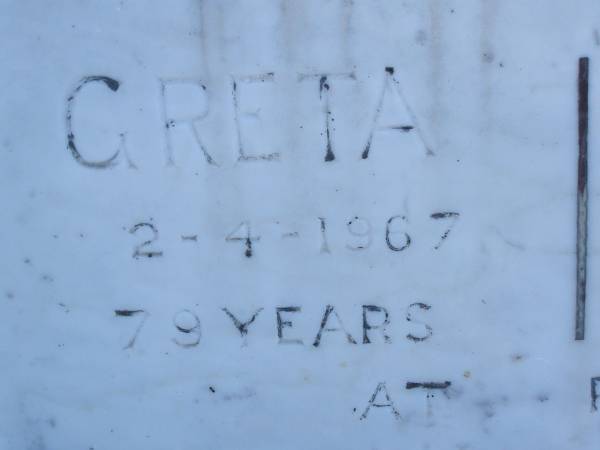 GRETA
2-4-1967
79 YEARS
AT